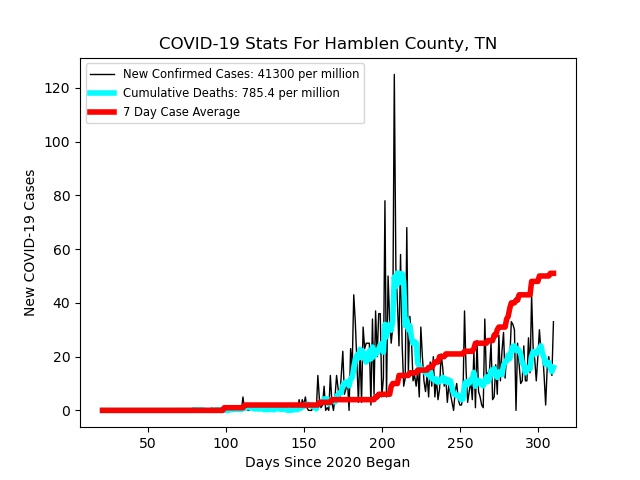 COVID-19 Stats For Hamblen County, TN
New Confirmed Cases: 41300 per million
Cumulative Deaths: 785.4 per million
7 Day Case Average
New COVID-19 Cases
120
100
80
60
40
20
0
50 100 150 200 250 300
Days Since 2020 Began